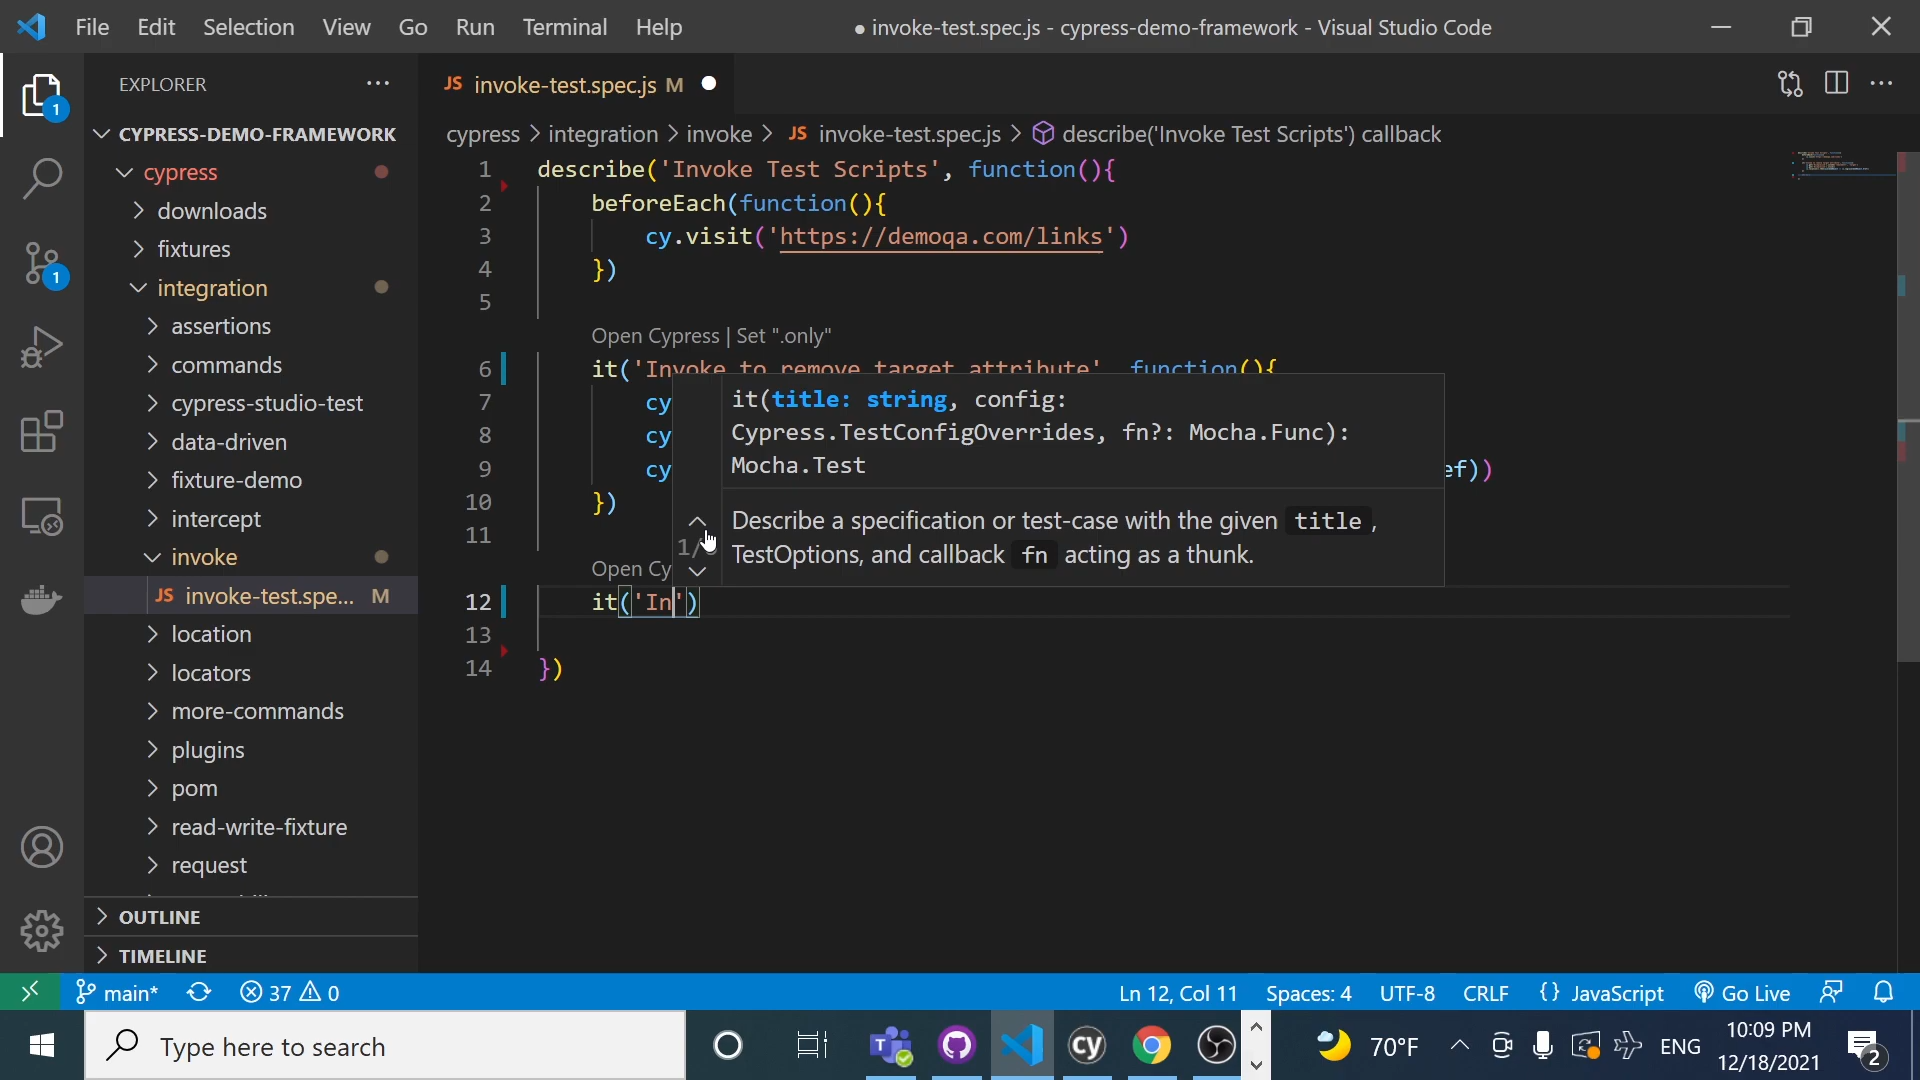 File Edit Selection View Go Run Terminal Help
● invoke-test.spec.js - cypress-demo-framework - Visual Studio Code
EXPLORER
CYPRESS-DEMO-FRAMEWORK
cypress
downloads
fixtures
integration
assertions
commands
cypress-studio-test
data-driven
fixture-demo
intercept
invoke
JS invoke-test.spe... M
location
locators
more-commands
plugins
pom
read-write-fixture
request
OUTLINE
TIMELINE
1
1
JS invoke-test.spec.js M
cypress > integration > invoke > JS invoke-test.spec.js > describe('Invoke Test Scripts') callback
1 describe('Invoke Test Scripts', function(){
2 beforeEach(function(){
3 cy.visit('https://demoqa.com/links')
4 })
5
Open Cypress | Set ".only"
6 it('Invoke to remove target attribute', function(){
7 cy
8 cy
9 cy ef))
10 })
11
Open Cy
12 it('In')
13
14 })
it(title: string, config:
Cypress.TestConfigOverrides, fn?: Mocha.Func):
Mocha.Test
Describe a specification or test-case with the given title,
TestOptions, and callback fn acting as a thunk.
main* 37 0 Ln 12, Col 11 Spaces: 4 UTF-8 CRLF {} JavaScript Go Live
Type here to search
cy
70°F
ENG
10:09 PM
12/18/2021
2